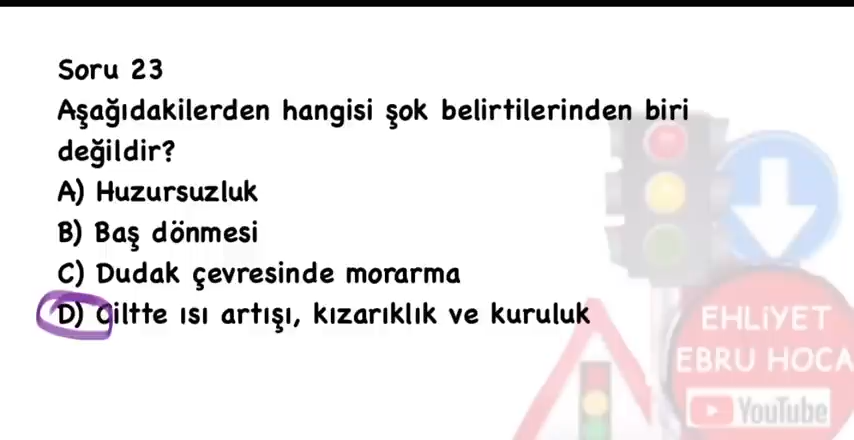 Soru 23
Aşağıdakilerden hangisi şok belirtilerinden biri
değildir?
A) Huzursuzluk
B) Baş dönmesi
C) Dudak çevresinde morarma
D) Ciltte ısı artışı, kızarıklık ve kuruluk
EHLİYET
EBRU HOCA
YouTube